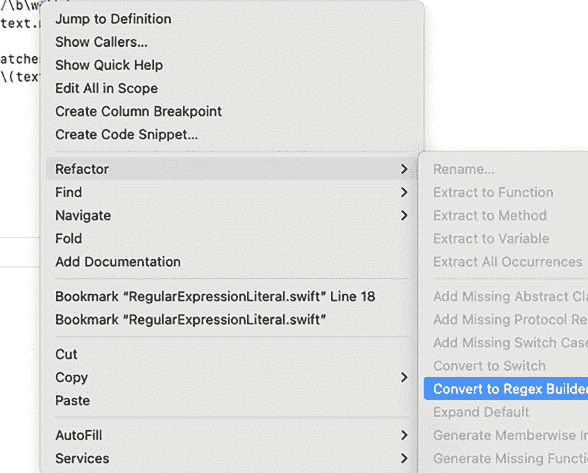 /\b\w
text.
atches
\(text
Jump to Definition
Show Callers...
Show Quick Help
Edit All in Scope
Create Column Breakpoint
Create Code Snippet...
Refactor
Find
Navigate
Fold
Add Documentation
Bookmark “RegularExpressionLiteral.swift” Line 18
Bookmark “RegularExpressionLiteral.swift”
Cut
Copy
Paste
AutoFill
Services
Rename...
Extract to Function
Extract to Method
Extract to Variable
Extract All Occurrences
Add Missing Abstract Cla
Add Missing Protocol Re
Add Missing Switch Case
Convert to Switch
Convert to Regex Builde
Expand Default
Generate Memberwise In
Generate Missing Functi